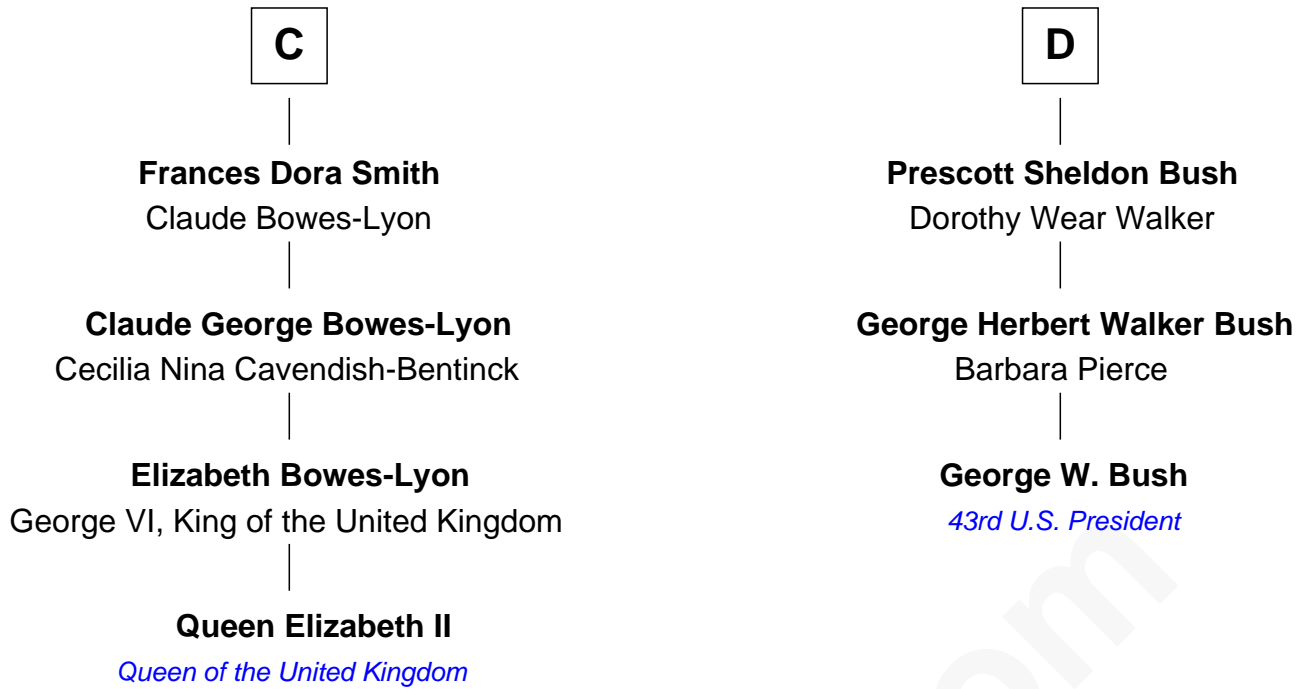 C
Frances Dora Smith
Claude Bowes-Lyon
Claude George Bowes-Lyon
Cecilia Nina Cavendish-Bentinck
Elizabeth Bowes-Lyon
George VI, King of the United Kingdom
Queen Elizabeth II
Queen of the United Kingdom
D
Prescott Sheldon Bush
Dorothy Wear Walker
George Herbert Walker Bush
Barbara Pierce
George W. Bush
43rd U.S. President
om